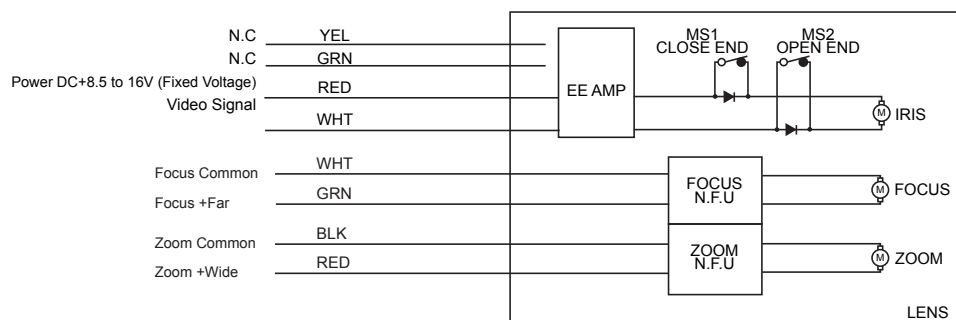 N.C YEL
N.C GRN
Power DC+8.5 to 16V (Fixed Voltage) RED
Video Signal
WHT
Focus Common WHT
Focus +Far GRN
Zoom Common BLK
Zoom +Wide RED
EE AMP
MS1
CLOSE END
MS2
OPEN END
M IRIS
FOCUS
N.F.U
M FOCUS
ZOOM
N.F.U
M ZOOM
LENS